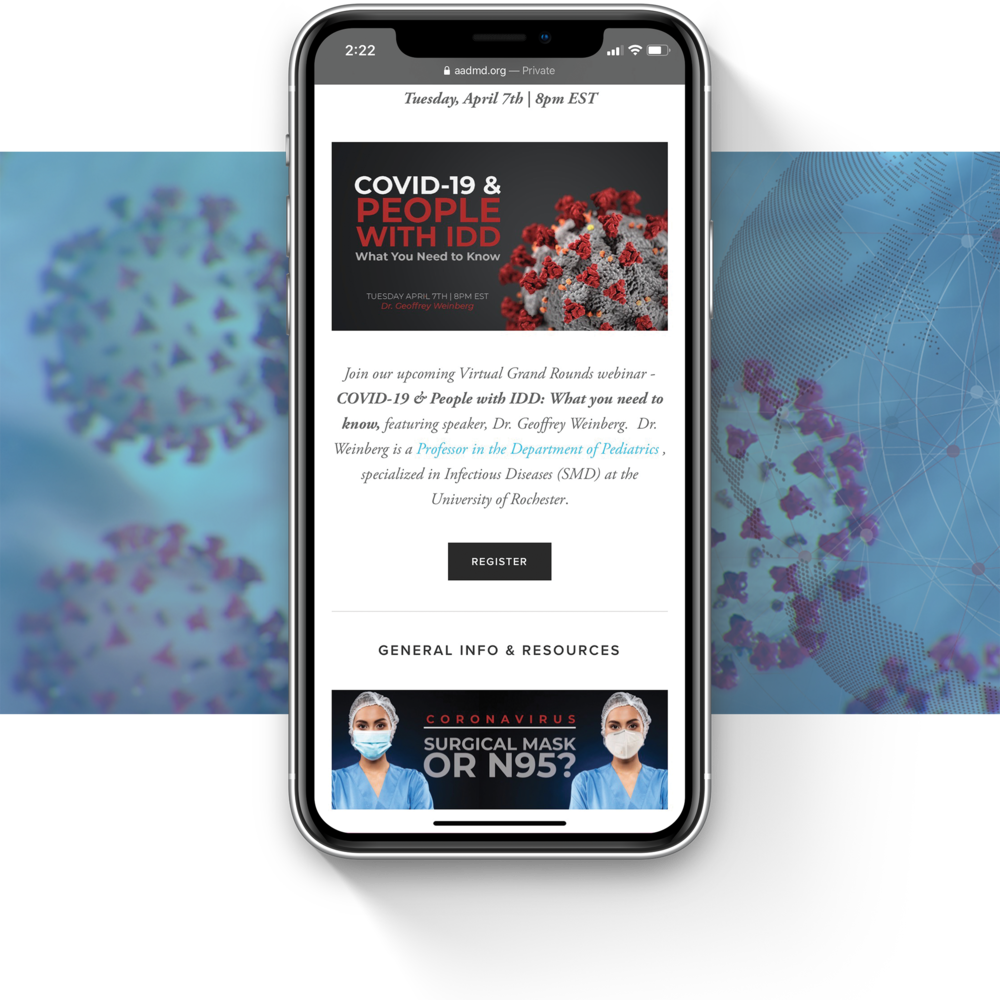 2:22
aadmd.org — Private
Tuesday, April 7th | 8pm EST
COVID-19 &
PEOPLE
WITH IDD
What You Need to Know
TUESDAY APRIL 7TH | 8PM EST
Dr. Geoffrey Weinberg
Join our upcoming Virtual Grand Rounds webinar -
COVID-19 & People with IDD: What you need to
know, featuring speaker, Dr. Geoffrey Weinberg. Dr.
Weinberg is a Professor in the Department of Pediatrics ,
specialized in Infectious Diseases (SMD) at the
University of Rochester.
REGISTER
GENERAL INFO & RESOURCES
CORONAVIRUS
SURGICAL MASK
OR N95?